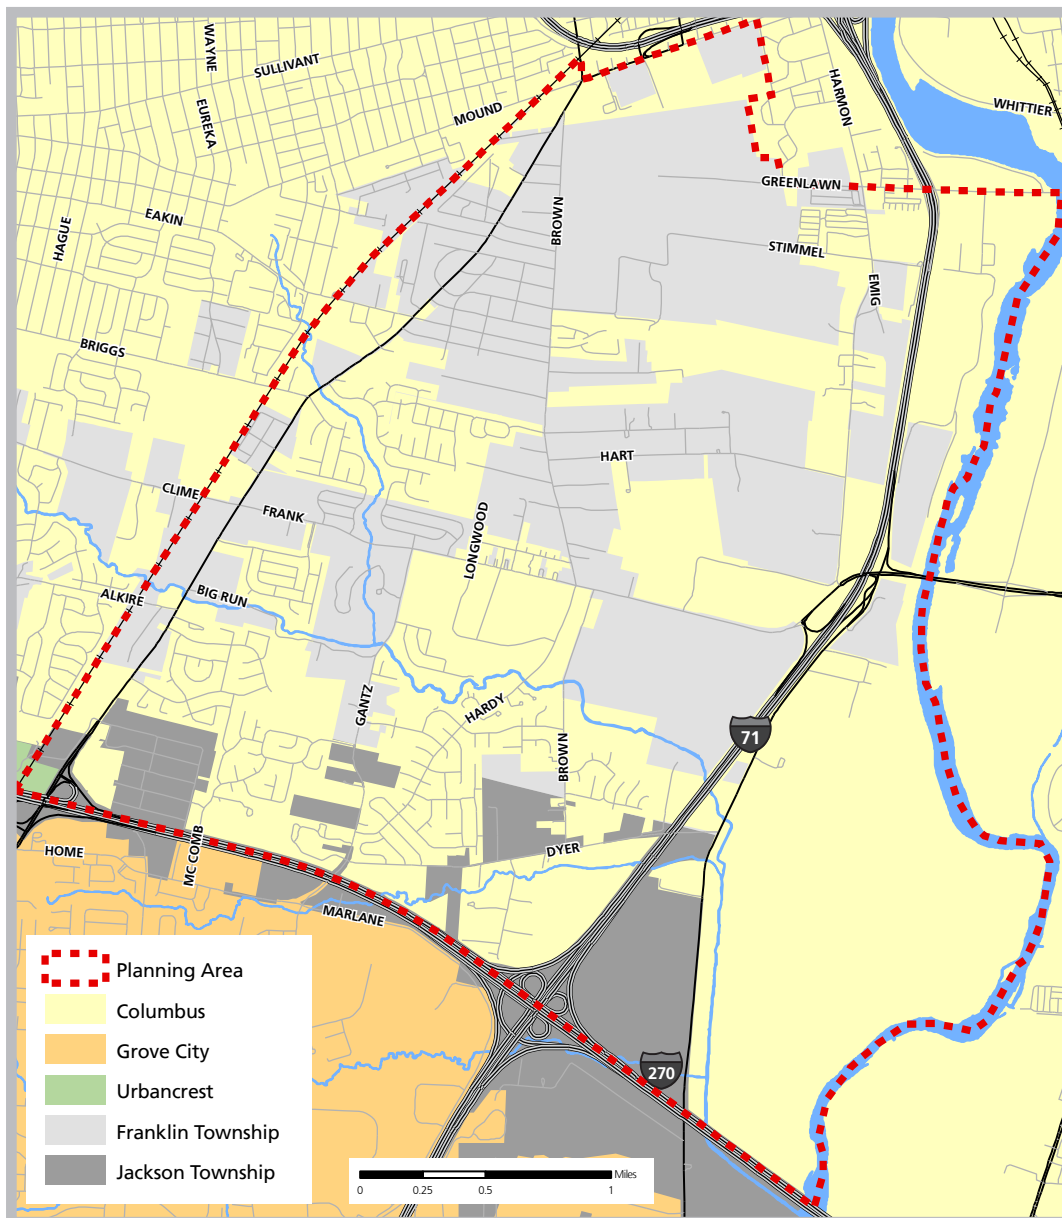 WAYNE
SULLIVANT
EUREKA
MOUND
HARMON
WHITTIER
GREENLAWN
HAGUE
EAKIN
BROWN
STIMMEL
EMIG
BRIGGS
HART
CLIME
FRANK
LONGWOOD
ALKIRE
BIG RUN
GANTZ
HARDY
BROWN
71
HOME
MC COMB
DYER
MARLANE
270
Planning Area
Columbus
Grove City
Urbancrest
Franklin Township
Jackson Township
Miles
0 0.25 0.5 1